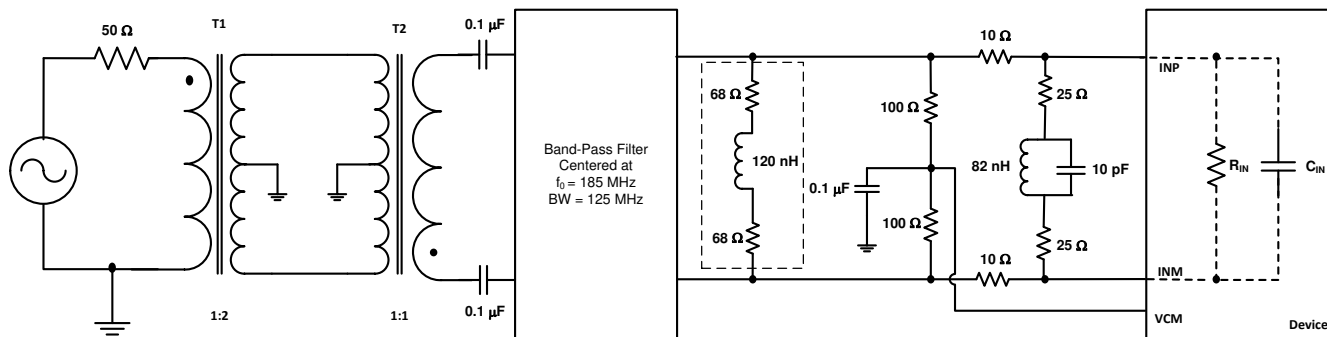 50 Ω
T1
T2
0.1 µF
10 Ω
INP
68 Ω
100 Ω
25 Ω
Band-Pass Filter
Centered at
f₀ = 185 MHz
BW = 125 MHz
120 nH
82 nH
10 pF
R_IN
C_IN
0.1 µF
68 Ω
100 Ω
25 Ω
10 Ω
INM
0.1 µF
1:2
1:1
VCM
Device